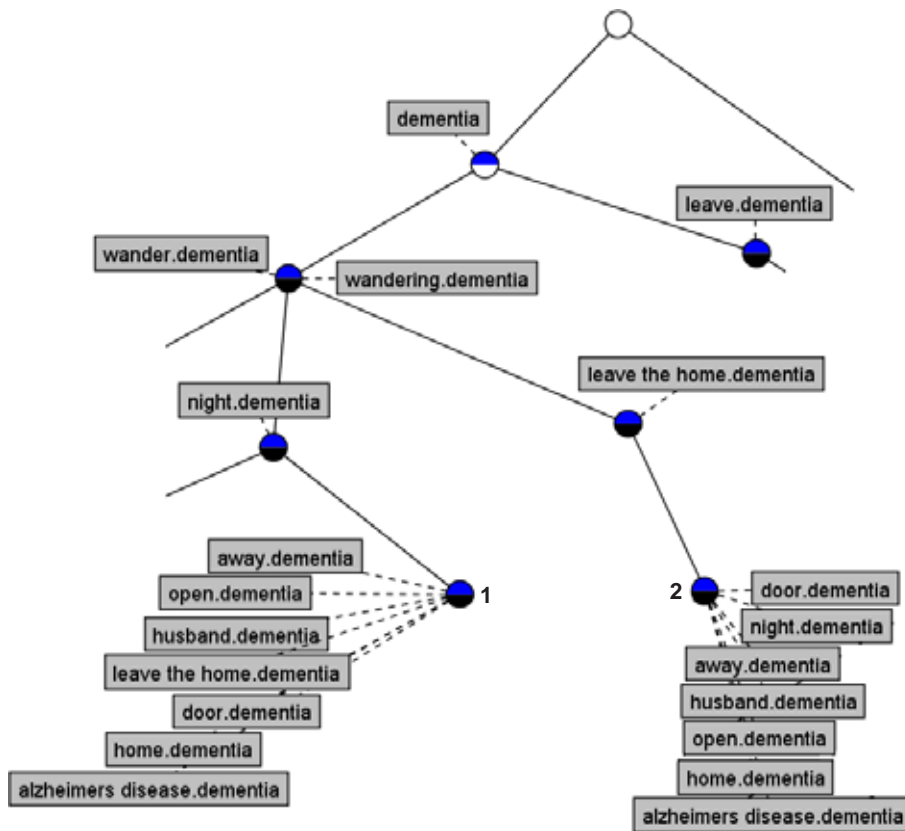 dementia
leave.dementia
wander.dementia
wandering.dementia
leave the home.dementia
night.dementia
away.dementia
open.dementia
husband.dementia
leave the home.dementia
door.dementia
home.dementia
alzheimers disease.dementia
1
2
door.dementia
night.dementia
away.dementia
husband.dementia
open.dementia
home.dementia
alzheimers disease.dementia